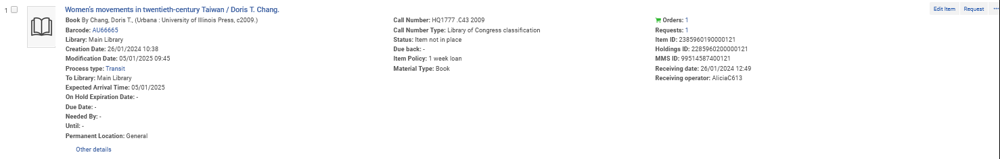 1
Women's movements in twentieth-century Taiwan / Doris T. Chang.
Edit Item Request ...
Book By Chang, Doris T., (Urbana : University of Illinois Press, c2009.)
Barcode: AU66665
Library: Main Library
Creation Date: 26/01/2024 10:38
Modification Date: 05/01/2025 09:45
Process type: Transit
To Library: Main Library
Expected Arrival Time: 05/01/2025
On Hold Expiration Date: -
Due Date: -
Needed By: -
Until: -
Permanent Location: General
Other details
Call Number: HQ1777 .C43 2009
Call Number Type: Library of Congress classification
Status: Item not in place
Due back: -
Item Policy: 1 week loan
Material Type: Book
Orders: 1
Requests: 1
Item ID: 2385960190000121
Holdings ID: 2285960200000121
MMS ID: 99514587400121
Receiving date: 26/01/2024 12:49
Receiving operator: AliciaC613